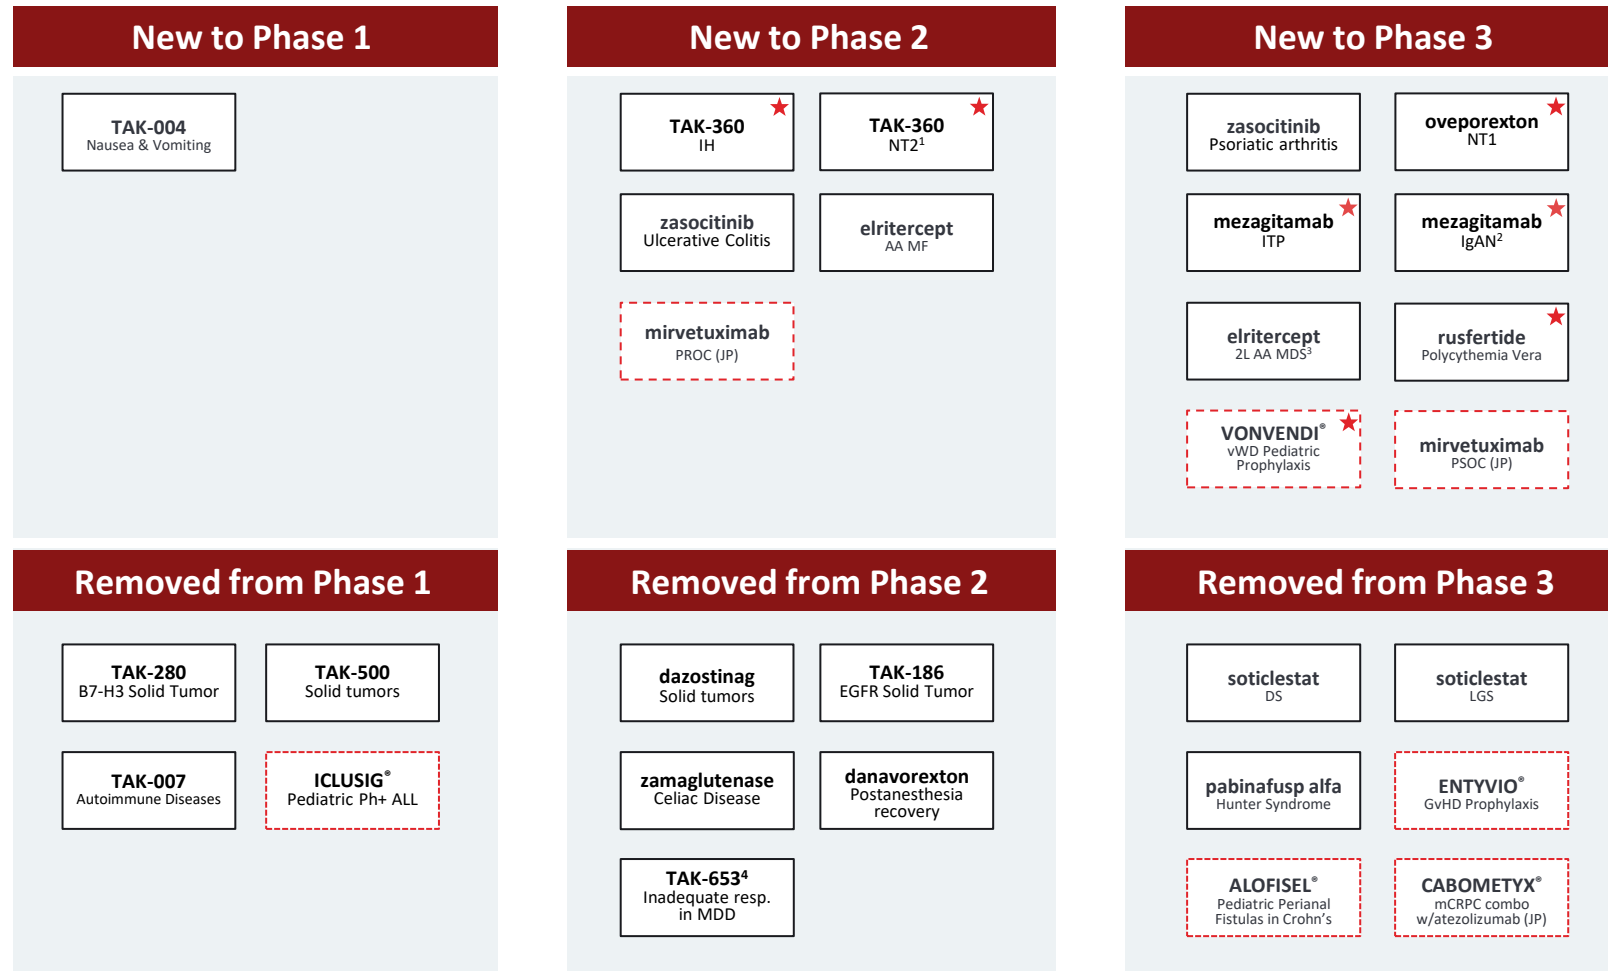 New to Phase 1
TAK-004
Nausea & Vomiting
New to Phase 2
TAK-360
IH
TAK-360
NT2¹
zasocitinib
Ulcerative Colitis
elritercept
AA MF
mirvetuximab
PROC (JP)
New to Phase 3
zasocitinib
Psoriatic arthritis
oveporexton
NT1
mezagitamab
ITP
mezagitamab
IgAN²
elritercept
2L AA MDS³
rusfertide
Polycythemia Vera
VONVENDI®
vWD Pediatric
Prophylaxis
mirvetuximab
PSOC (JP)
Removed from Phase 1
TAK-280
B7-H3 Solid Tumor
TAK-500
Solid tumors
TAK-007
Autoimmune Diseases
ICLUSIG®
Pediatric Ph+ ALL
Removed from Phase 2
dazostinag
Solid tumors
TAK-186
EGFR Solid Tumor
zamaglutenase
Celiac Disease
danavorexton
Postanesthesia
recovery
TAK-653⁴
Inadequate resp.
in MDD
Removed from Phase 3
soticlestat
DS
soticlestat
LGS
pabinafusp alfa
Hunter Syndrome
ENTYVIO®
GvHD Prophylaxis
ALOFISEL®
Pediatric Perianal
Fistulas in Crohn's
CABOMETYX®
mCRPC combo
w/atezolizumab (JP)